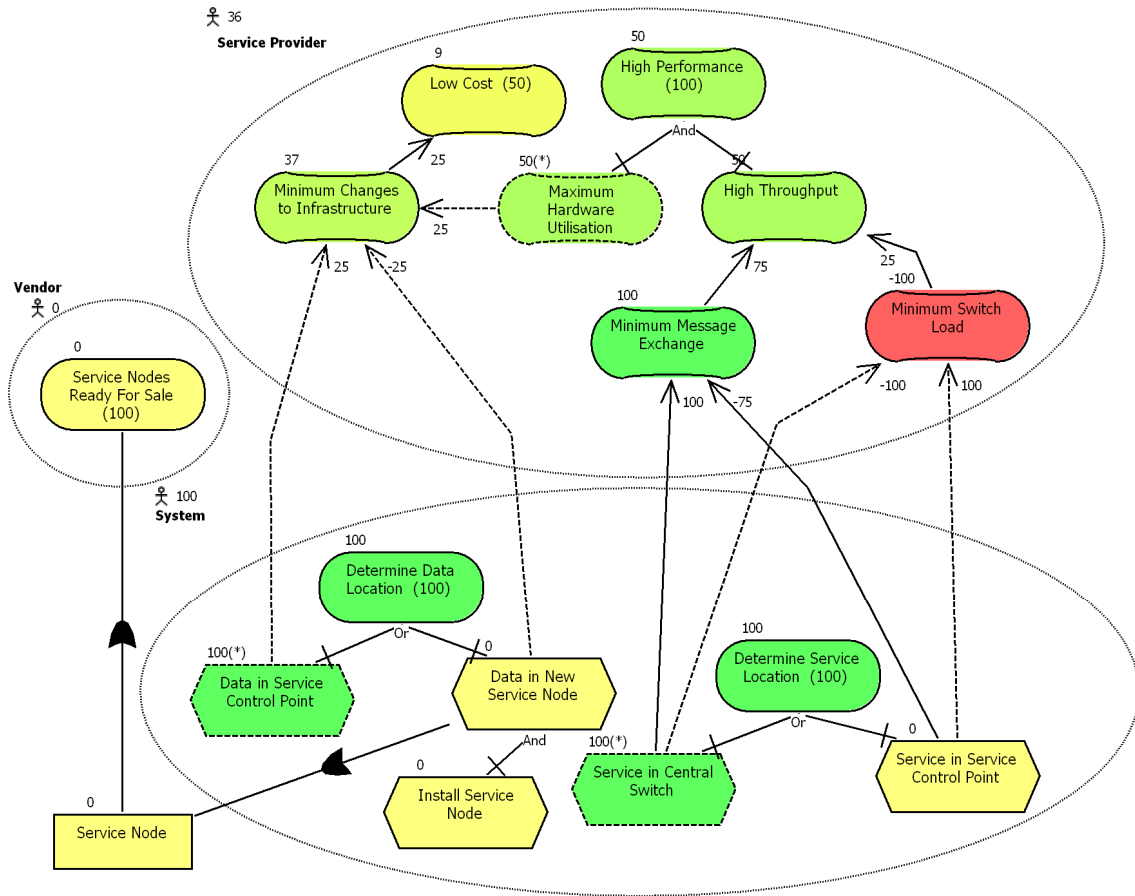 36
Service Provider
9
Low Cost (50)
50
High Performance
(100)
And
25
37
Minimum Changes
to Infrastructure
50(*)
Maximum
Hardware
Utilisation
25
50
High Throughput
25
-25
75
25
-100
100
Minimum Message
Exchange
Minimum Switch
Load
-100
100
100
-75
Vendor
0
0
Service Nodes
Ready For Sale
(100)
100
System
100
Determine Data
Location (100)
Or
100(*)
Data in Service
Control Point
0
Data in New
Service Node
And
0
Install Service
Node
100
Determine Service
Location (100)
Or
100(*)
Service in Central
Switch
0
Service in Service
Control Point
0
Service Node